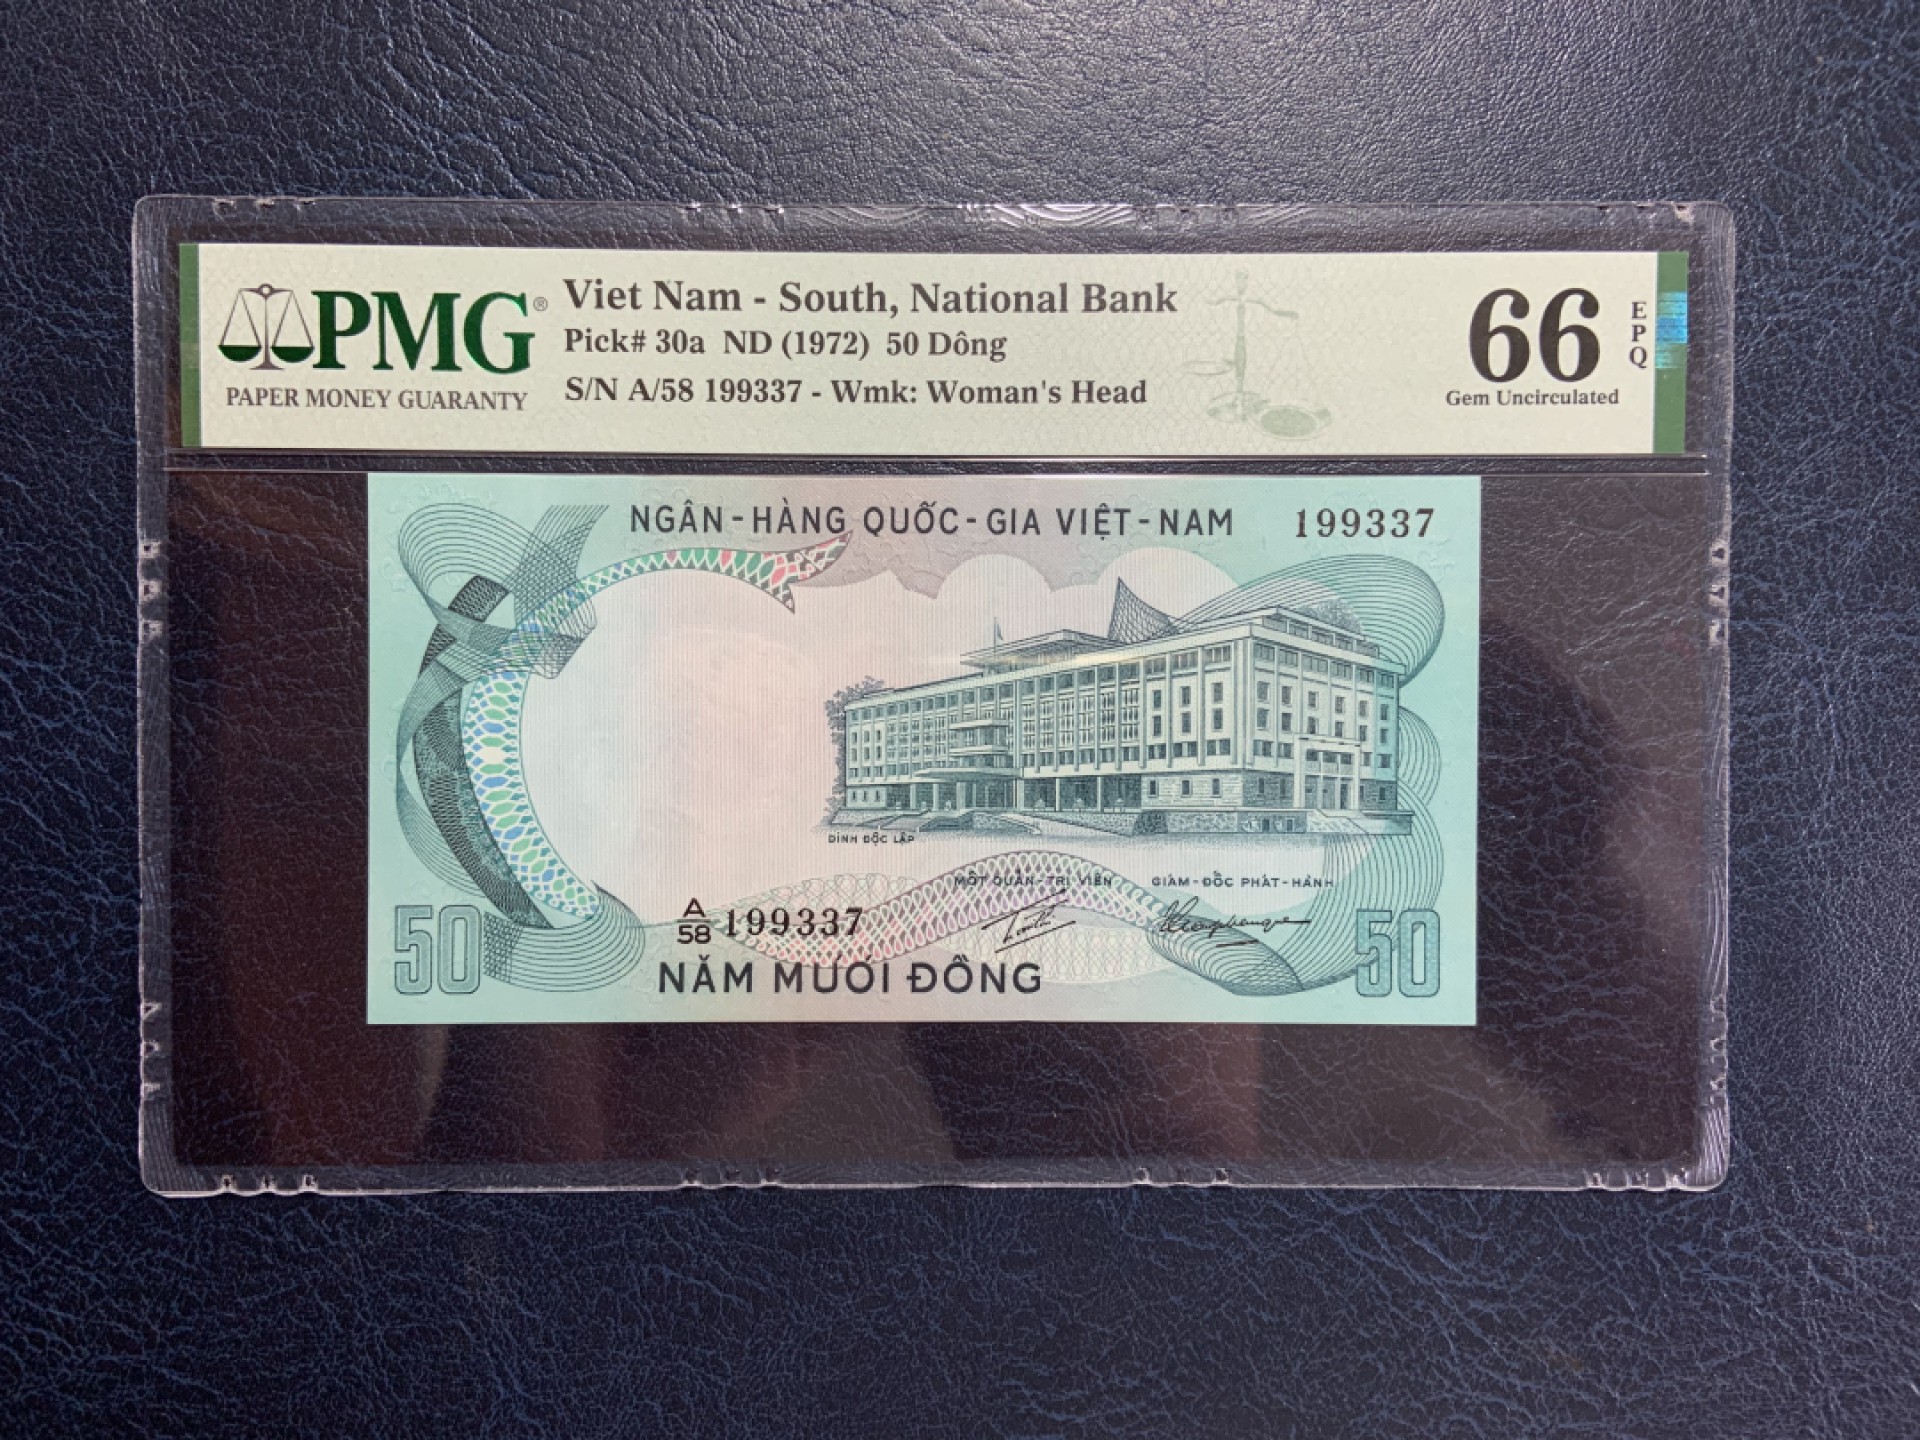 PMG®
PAPER MONEY GUARANTY
Viet Nam - South, National Bank
Pick# 30a ND (1972) 50 Dông
S/N A/58 199337 - Wmk: Woman's Head
66
EPQ
Gem Uncirculated
NGÂN-HÀNG QUỐC-GIA VIỆT-NAM
199337
DINH ĐỘC LẬP
MỘT QUẢN-TRỊ VIÊN
GIÁM-ĐỐC PHÁT-HÀNH
A/58 199337
50
NĂM MƯƠI ĐỒNG
50